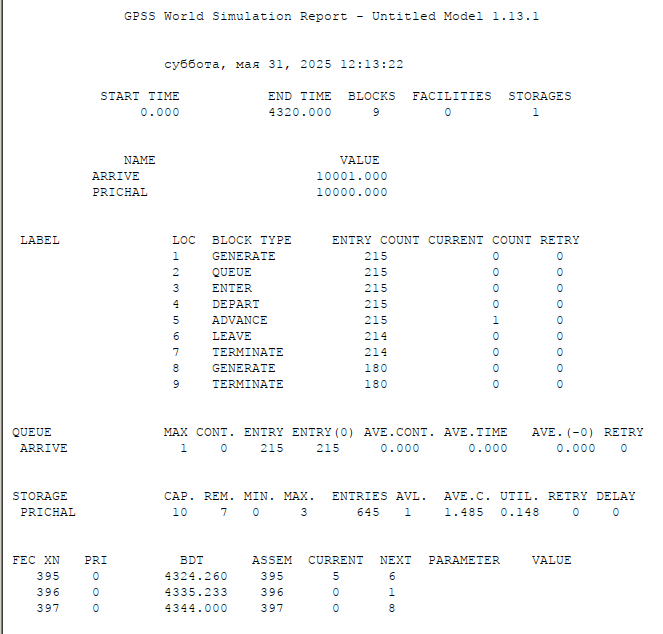 GPSS World Simulation Report - Untitled Model 1.13.1
суббота, мая 31, 2025 12:13:22
START TIME END TIME BLOCKS FACILITIES STORAGES
0.000 4320.000 9 0 1
NAME VALUE
ARRIVE 10001.000
PRICHAL 10000.000
LABEL LOC BLOCK TYPE ENTRY COUNT CURRENT COUNT RETRY
1 GENERATE 215 0 0
2 QUEUE 215 0 0
3 ENTER 215 0 0
4 DEPART 215 0 0
5 ADVANCE 215 1 0
6 LEAVE 214 0 0
7 TERMINATE 214 0 0
8 GENERATE 180 0 0
9 TERMINATE 180 0 0
QUEUE MAX CONT. ENTRY ENTRY(0) AVE.CONT. AVE.TIME AVE.(-0) RETRY
ARRIVE 1 0 215 215 0.000 0.000 0.000 0
STORAGE CAP. REM. MIN. MAX. ENTRIES AVL. AVE.C. UTIL. RETRY DELAY
PRICHAL 10 7 0 3 645 1 1.485 0.148 0 0
FEC XN PRI BDT ASSEM CURRENT NEXT PARAMETER VALUE
395 0 4324.260 395 5 6
396 0 4335.233 396 0 1
397 0 4344.000 397 0 8